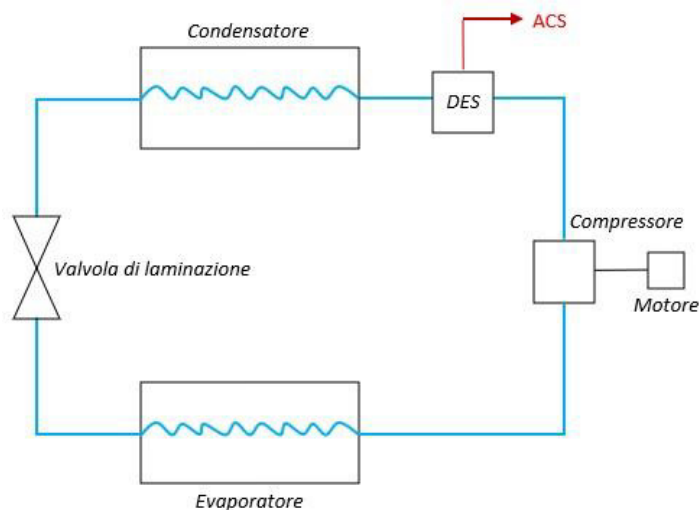 Condensatore
ACS
DES
Compressore
Valvola di laminazione
Motore
Evaporatore